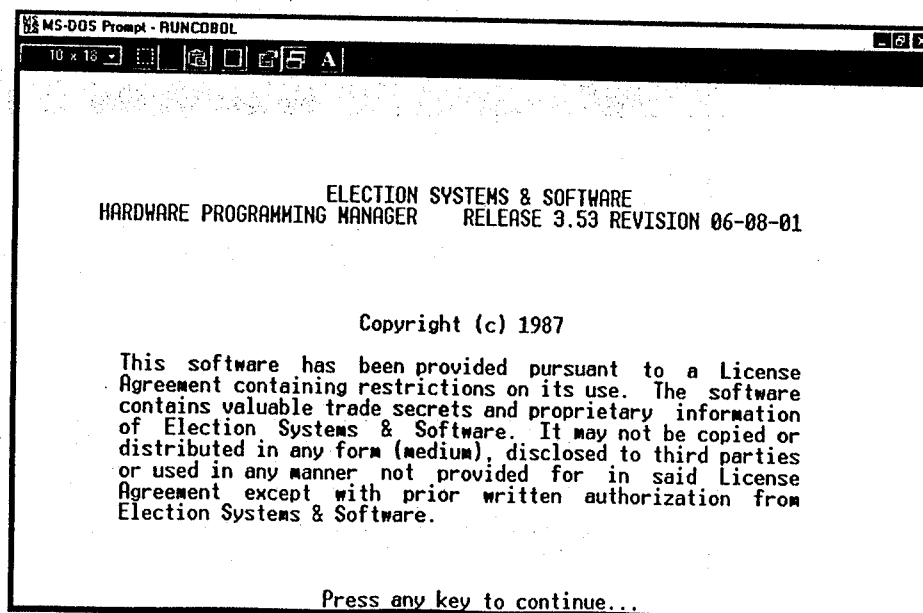 MS-DOS Prompt - RUNCOBOL
10 x 18
A
ELECTION SYSTEMS & SOFTWARE
HARDWARE PROGRAMMING MANAGER RELEASE 3.53 REVISION 06-08-01
Copyright (c) 1987
This software has been provided pursuant to a License
Agreement containing restrictions on its use. The software
contains valuable trade secrets and proprietary information
of Election Systems & Software. It may not be copied or
distributed in any form (medium), disclosed to third parties
or used in any manner not provided for in said License
Agreement except with prior written authorization from
Election Systems & Software.
Press any key to continue...